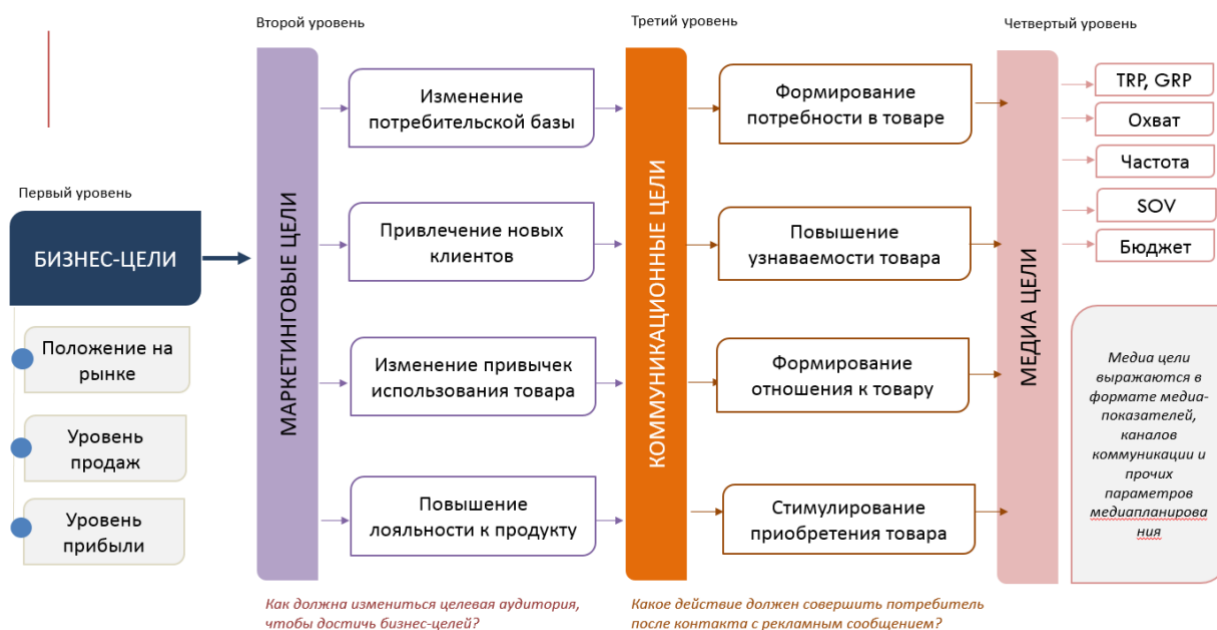 Первый уровень
БИЗНЕС-ЦЕЛИ
Положение на
рынке
Уровень
продаж
Уровень
прибыли
Второй уровень
МАРКЕТИНГОВЫЕ ЦЕЛИ
Изменение
потребительской базы
Привлечение новых
клиентов
Изменение привычек
использования товара
Повышение
лояльности к продукту
Как должна измениться целевая аудитория,
чтобы достичь бизнес-целей?
Третий уровень
КОММУНИКАЦИОННЫЕ ЦЕЛИ
Формирование
потребности в товаре
Повышение
узнаваемости товара
Формирование
отношения к товару
Стимулирование
приобретения товара
Какое действие должен совершить потребитель
после контакта с рекламным сообщением?
Четвертый уровень
МЕДИА ЦЕЛИ
TRP, GRP
Охват
Частота
SOV
Бюджет
Медиа цели
выражаются в
формате медиа-
показателей,
каналов
коммуникации и
прочих
параметров
медиапланирова
ния